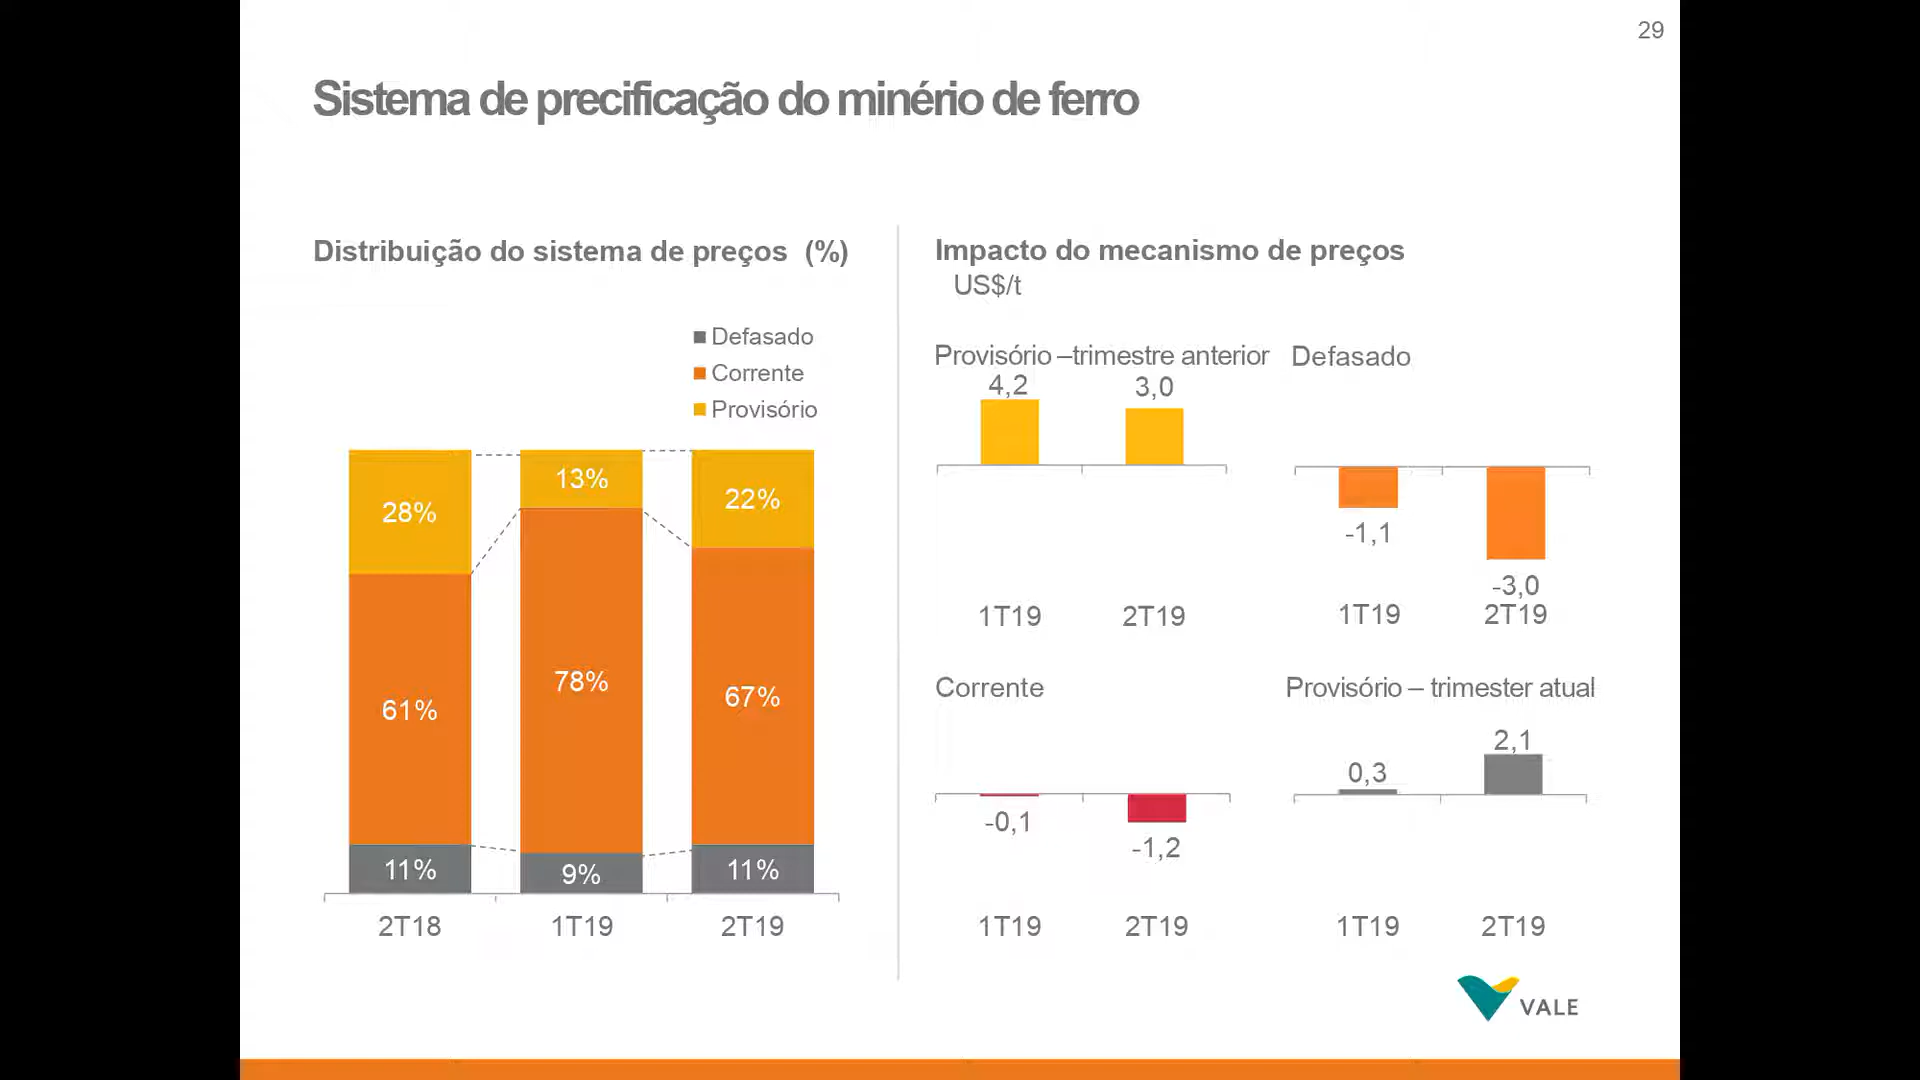 29
Sistema de precificação do minério de ferro
Distribuição do sistema de preços (%)
Defasado
Corrente
Provisório
28%
13%
22%
61%
78%
67%
11%
9%
11%
2T18
1T19
2T19
Impacto do mecanismo de preços
US$/t
Provisório –trimestre anterior
4,2
3,0
1T19
2T19
Defasado
-1,1
-3,0
1T19
2T19
Corrente
-0,1
-1,2
1T19
2T19
Provisório – trimester atual
0,3
2,1
1T19
2T19
VALE